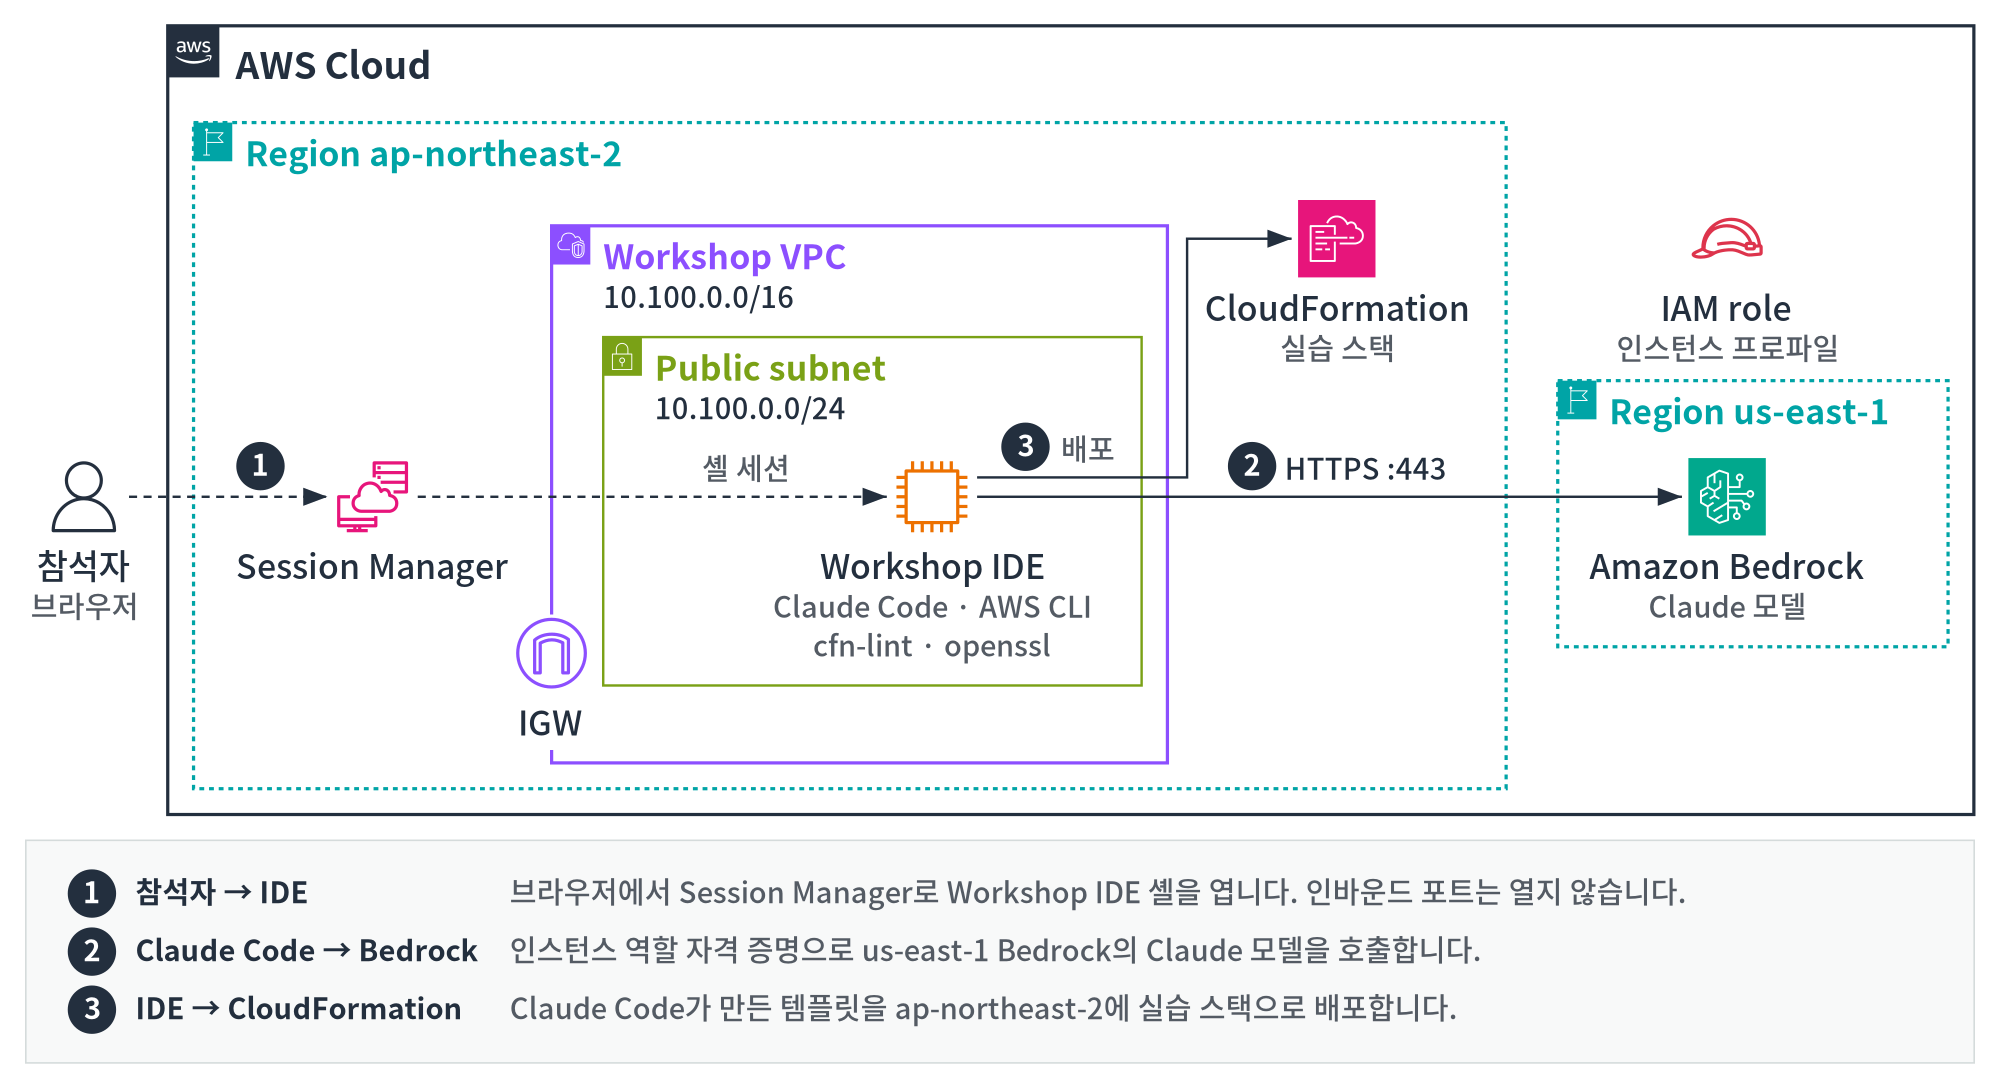 aws
AWS Cloud
Region ap-northeast-2
Workshop VPC
10.100.0.0/16
CloudFormation
실습 스택
IAM role
인스턴스 프로파일
Public subnet
10.100.0.0/24
Region us-east-1
1
셸 세션
3 배포
2 HTTPS :443
참석자
브라우저
Session Manager
Workshop IDE
Claude Code · AWS CLI
cfn-lint · openssl
Amazon Bedrock
Claude 모델
IGW
1 참석자 → IDE 브라우저에서 Session Manager로 Workshop IDE 셸을 엽니다. 인바운드 포트는 열지 않습니다.
2 Claude Code → Bedrock 인스턴스 역할 자격 증명으로 us-east-1 Bedrock의 Claude 모델을 호출합니다.
3 IDE → CloudFormation Claude Code가 만든 템플릿을 ap-northeast-2에 실습 스택으로 배포합니다.